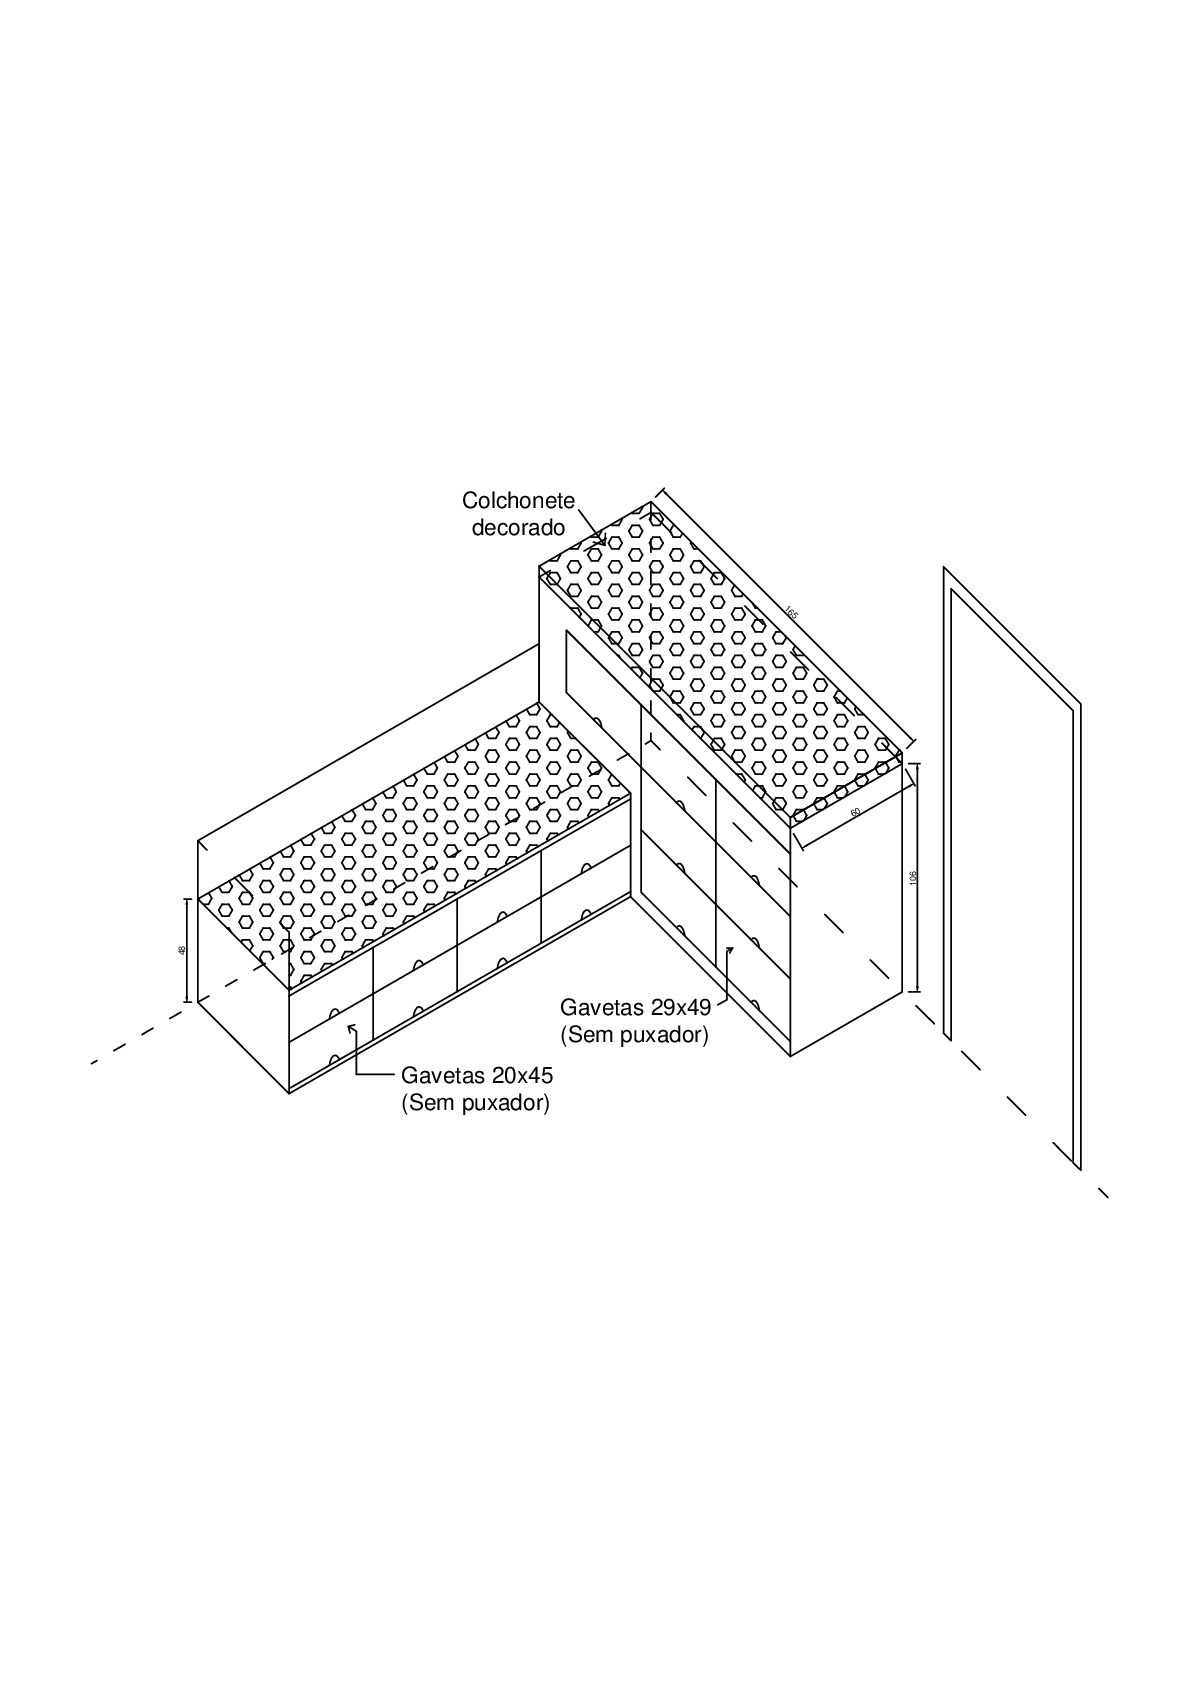 Colchonete
decorado
165
60
106
48
Gavetas 29x49
(Sem puxador)
Gavetas 20x45
(Sem puxador)